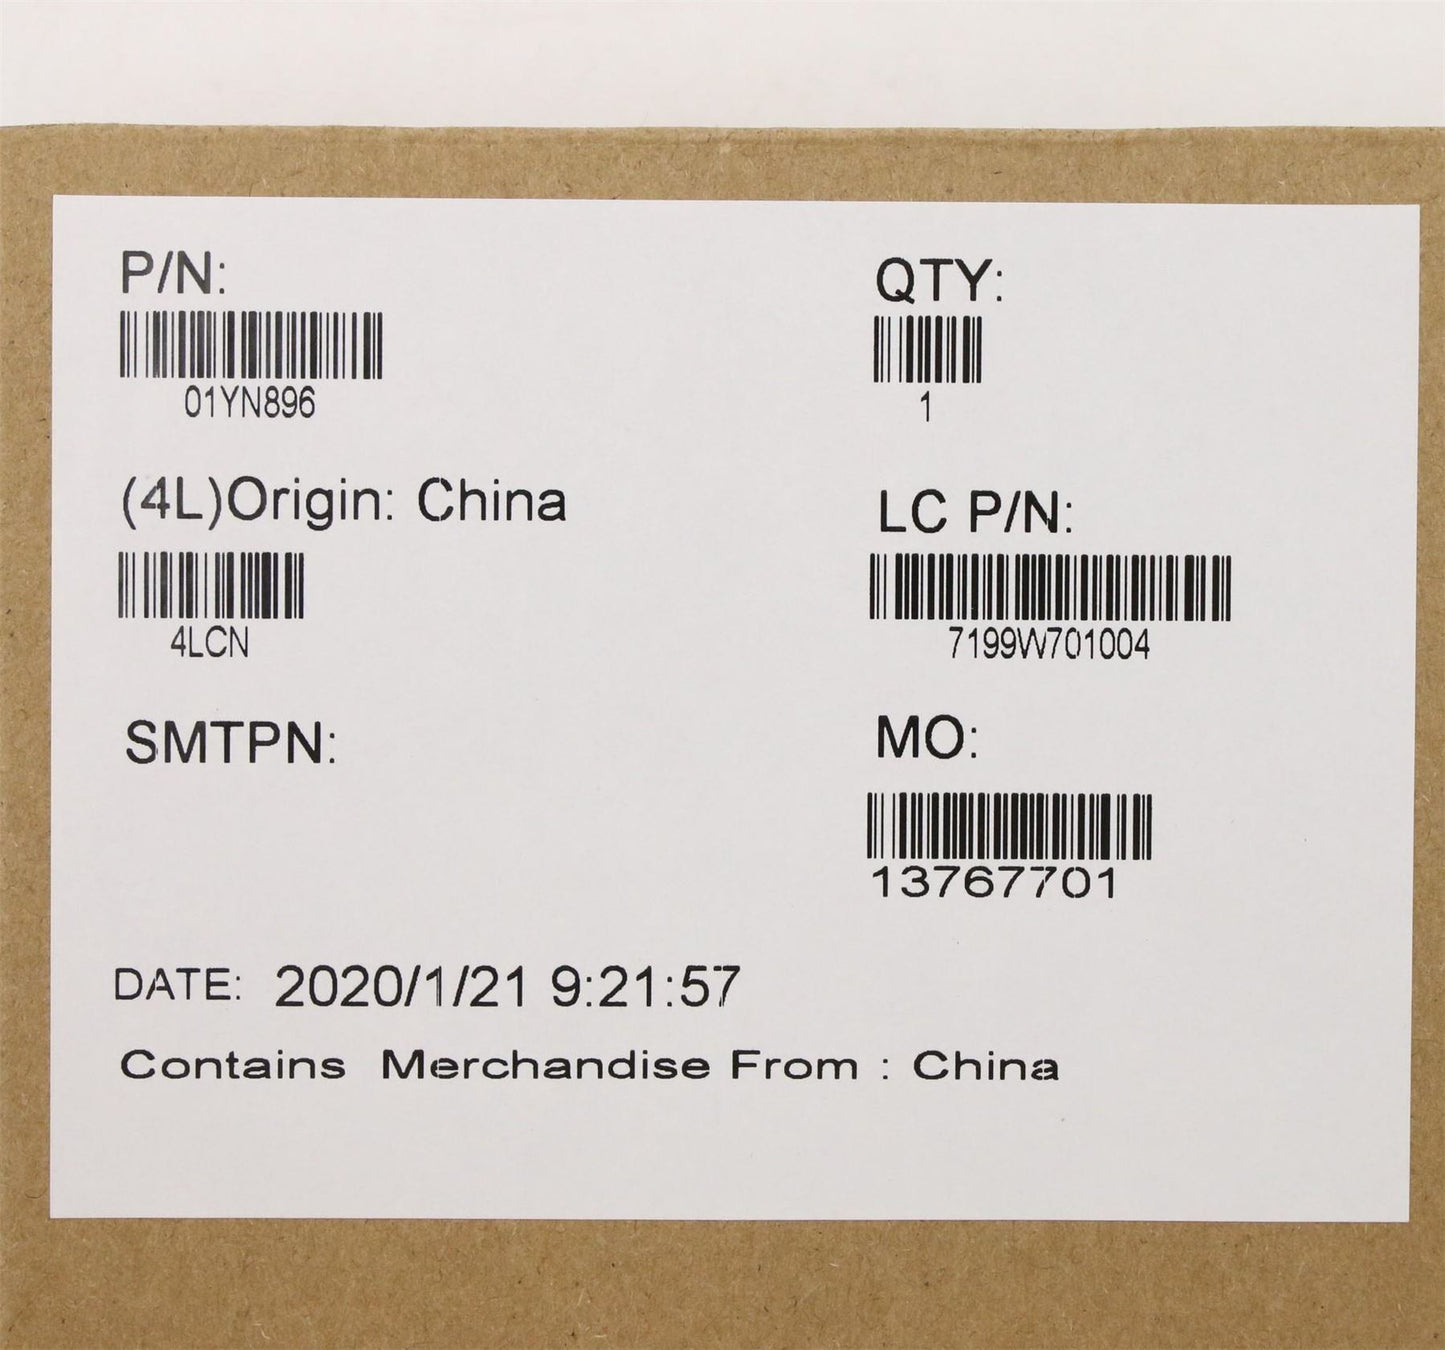 P/N:
01YN896
QTY:
1
(4L)Origin: China
4LCN
LC P/N:
7199W701004
SMTPN:
MO:
13767701
DATE: 2020/1/21 9:21:57
Contains Merchandise From : China